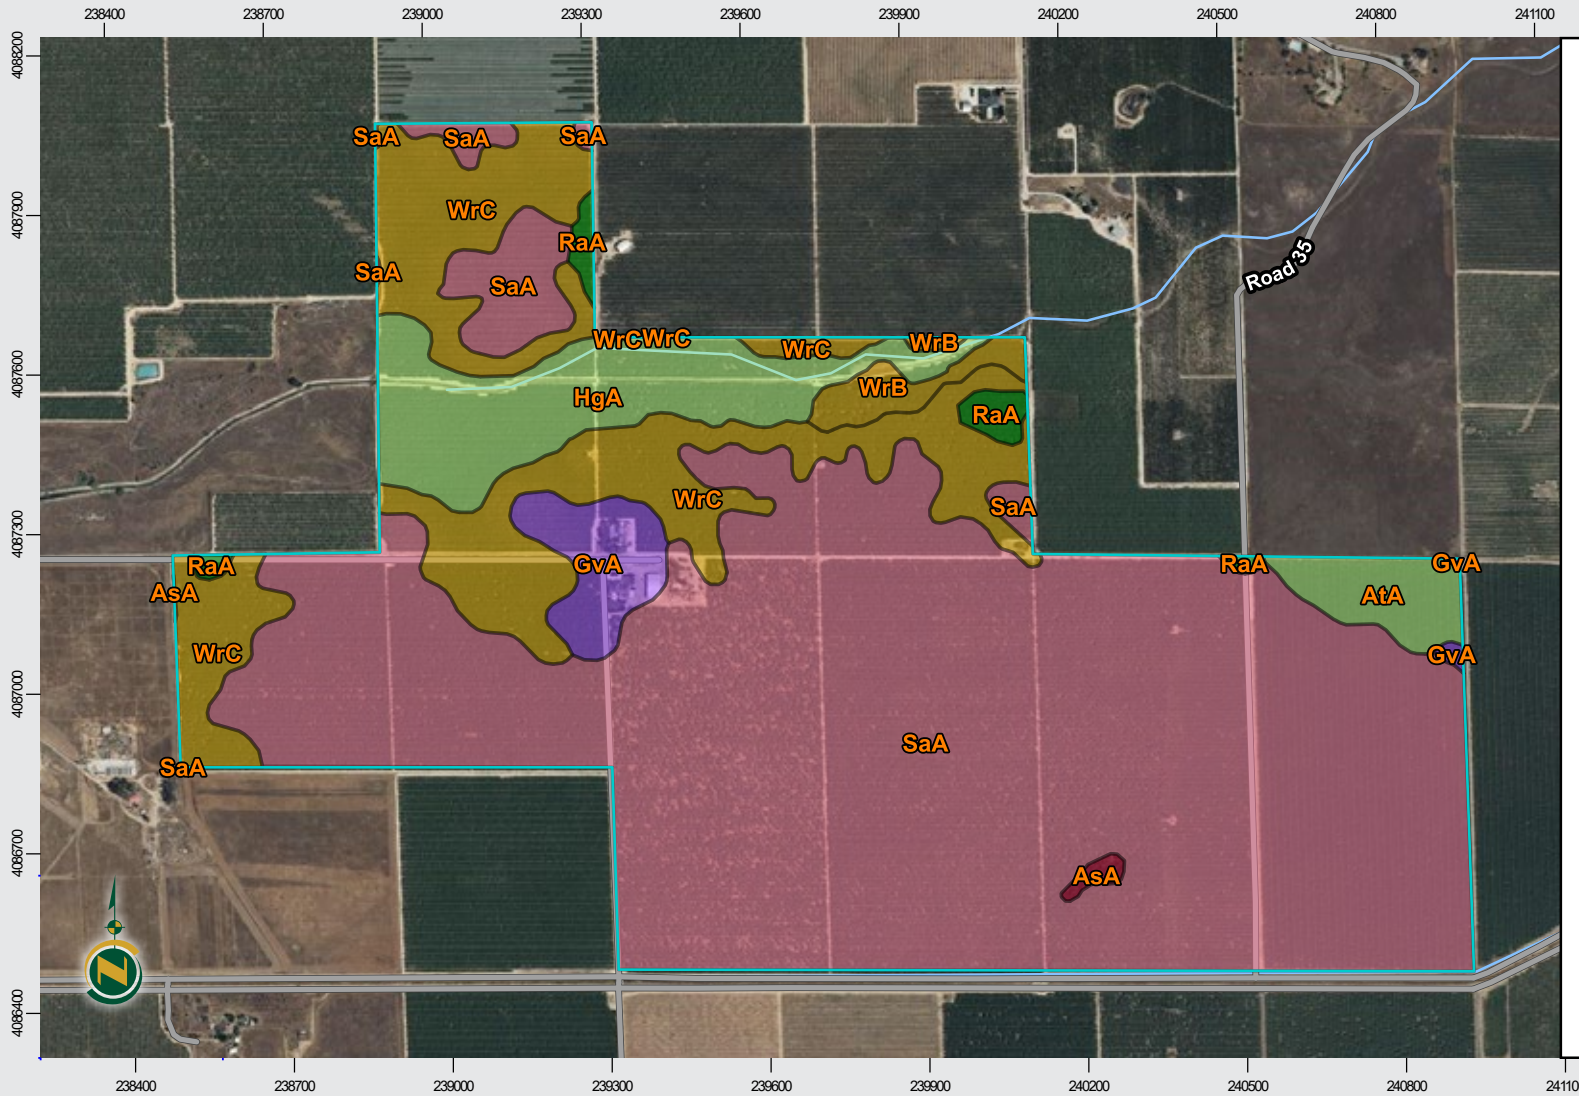 238400 238700 239000 239300 239600 239900 240200 240500 240800 241100
4088200
SaA SaA SaA
4087900
WrC
RaA
Road 35
SaA SaA
WrC WrC WrC WrB
4087600
WrB
HgA
RaA
WrC
SaA
4087300
RaA GvA RaA GvA
AsA AtA
WrC GvA
4087000
SaA
SaA
4086700
AsA
N
4086400
238400 238700 239000 239300 239600 239900 240200 240500 240800 24110